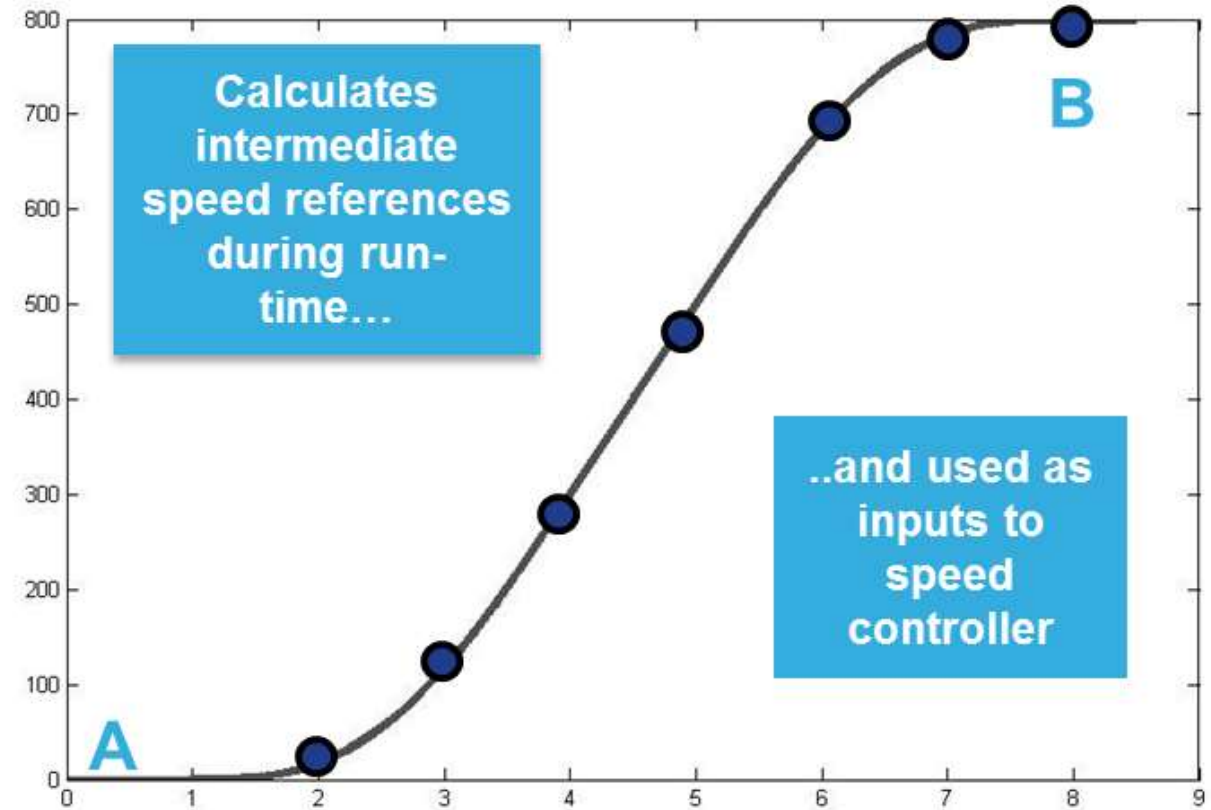 800
700
600
500
400
300
200
100
0
Calculates
intermediate
speed references
during run-
time…
B
..and used as
inputs to
speed
controller
A
0 1 2 3 4 5 6 7 8 9